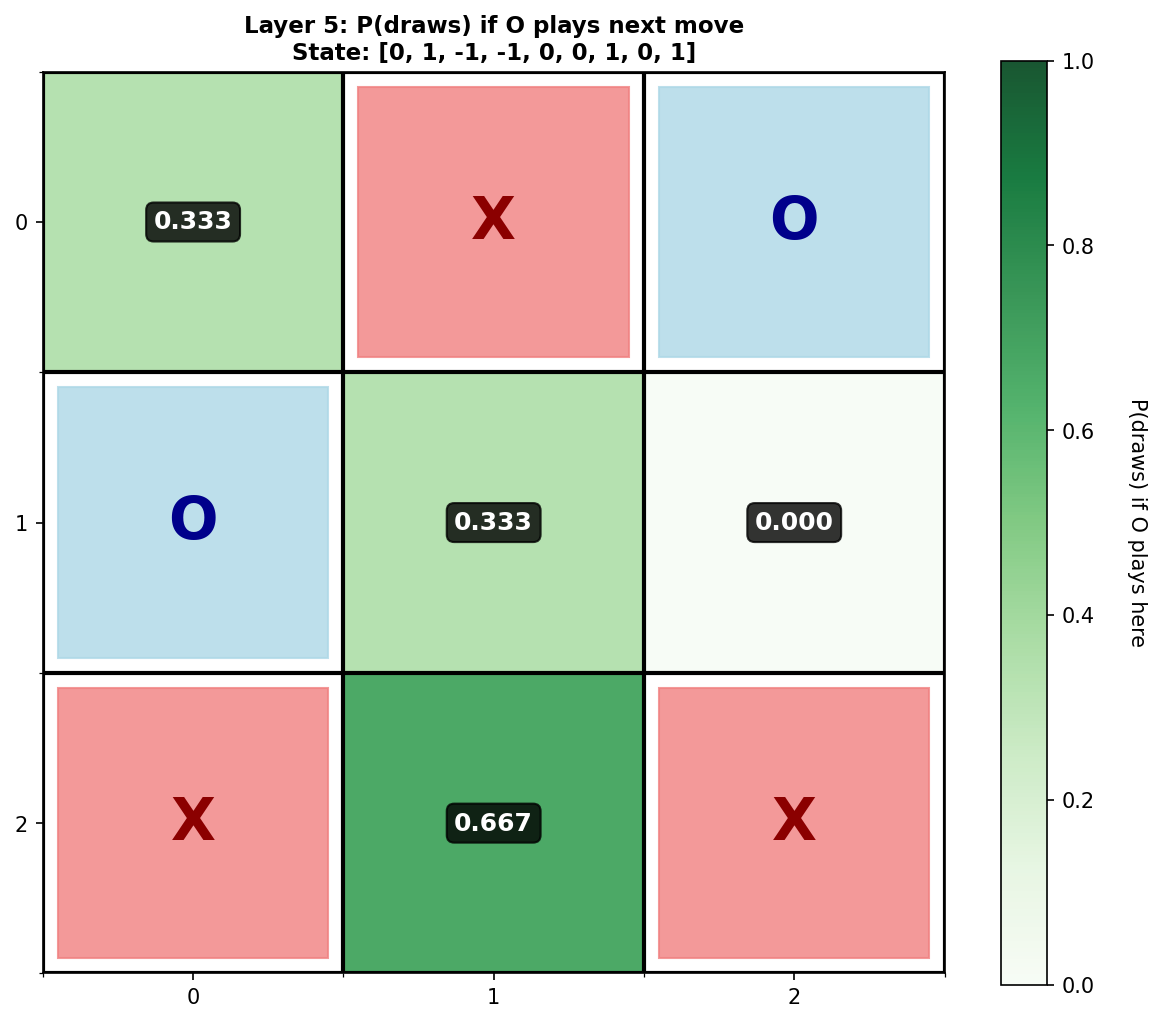 Layer 5: P(draws) if O plays next move
State: [0, 1, -1, -1, 0, 0, 1, 0, 1]
0
0.333
X
O
1
O
0.333
0.000
2
X
0.667
X
0
1
2
1.0
0.8
0.6
0.4
0.2
0.0
P(draws) if O plays here